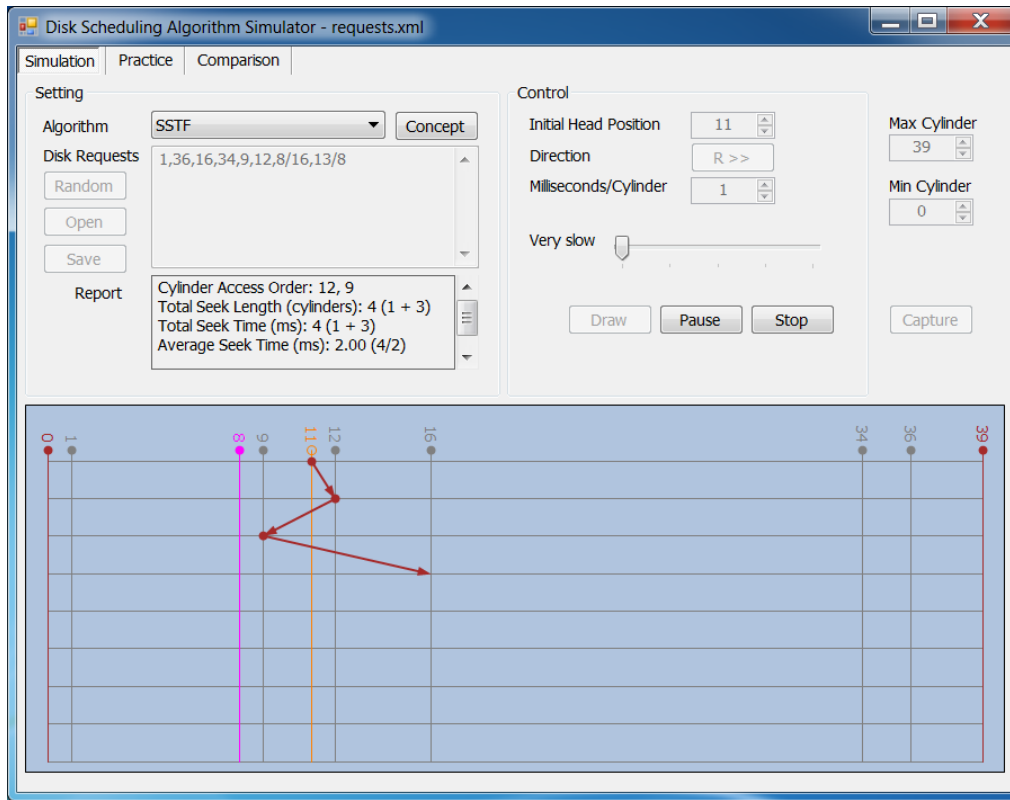 Disk Scheduling Algorithm Simulator - requests.xml
Simulation Practice Comparison
Setting
Algorithm SSTF Concept
Disk Requests 1,36,16,34,9,12,8/16,13/8
Random
Open
Save
Report
Cylinder Access Order: 12, 9
Total Seek Length (cylinders): 4 (1 + 3)
Total Seek Time (ms): 4 (1 + 3)
Average Seek Time (ms): 2.00 (4/2)
Control
Initial Head Position 11
Direction R >>
Milliseconds/Cylinder 1
Very slow
Draw Pause Stop
Max Cylinder
39
Min Cylinder
0
Capture
0 1 8 9 11 12 16 34 36 39